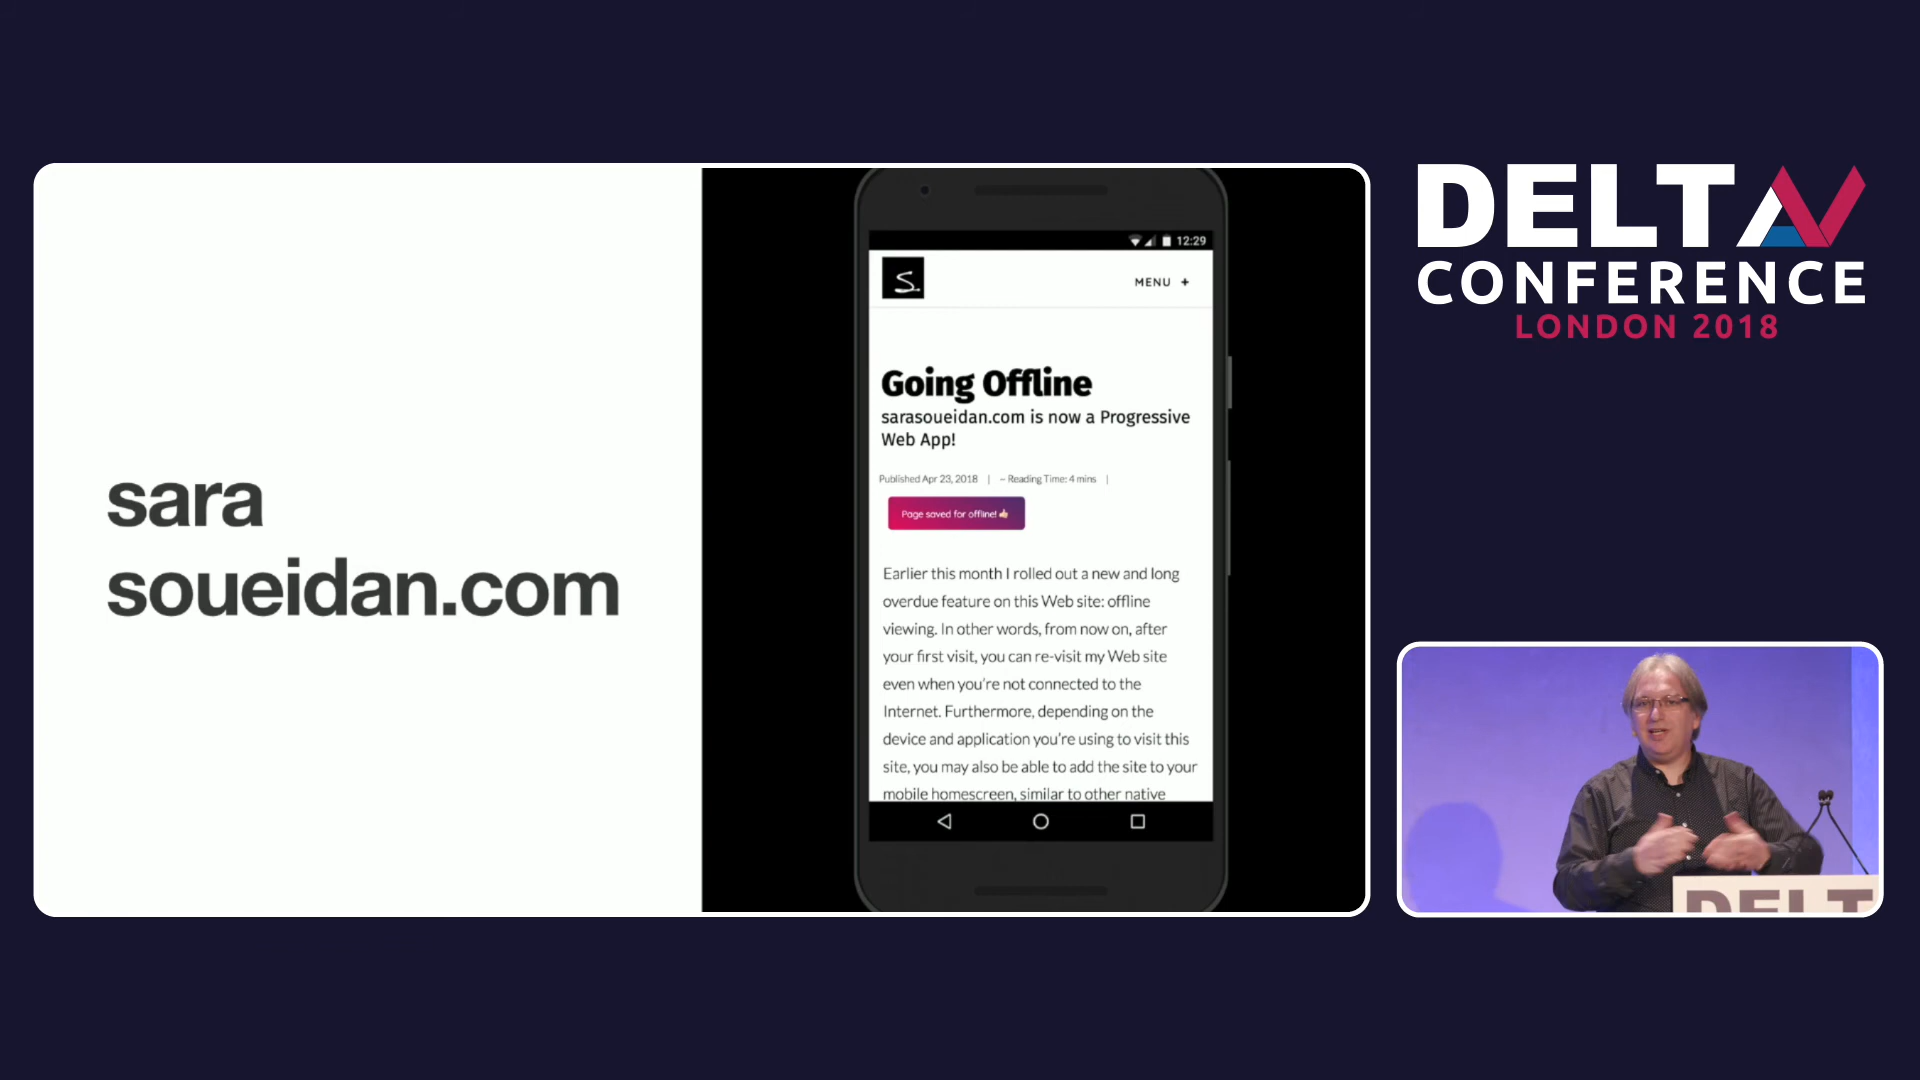 sara
soueidan.com
12:29
S.
MENU +
Going Offline
sarasoueidan.com is now a Progressive
Web App!
Published Apr 23, 2018 | ~ Reading Time: 4 mins |
Page saved for offline! 👍
Earlier this month I rolled out a new and long
overdue feature on this Web site: offline
viewing. In other words, from now on, after
your first visit, you can re-visit my Web site
even when you're not connected to the
Internet. Furthermore, depending on the
device and application you're using to visit this
site, you may also be able to add the site to your
mobile homescreen, similar to other native
DELTA V
CONFERENCE
LONDON 2018
DELT